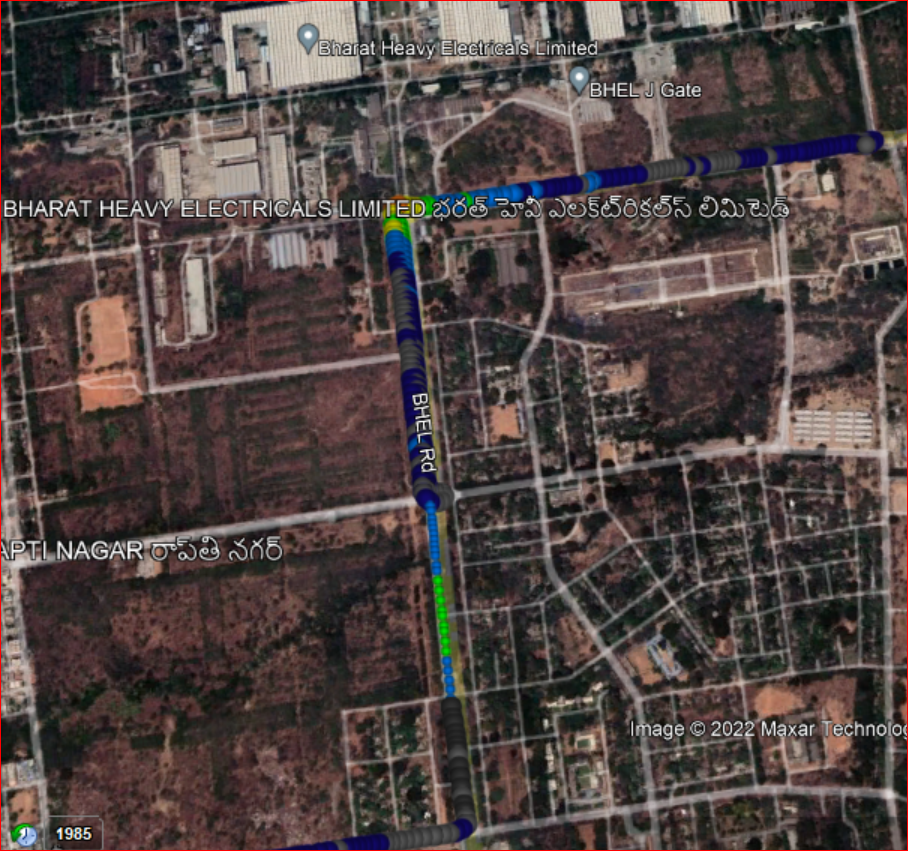 Bharat Heavy Electricals Limited
BHEL J Gate
BHARAT HEAVY ELECTRICALS LIMITED భరత్ హెవీ ఎలక్ట్రికల్స్ లిమిటెడ్
BHEL Rd
APTI NAGAR రాప్తి నగర్
Image © 2022 Maxar Technolog
1985